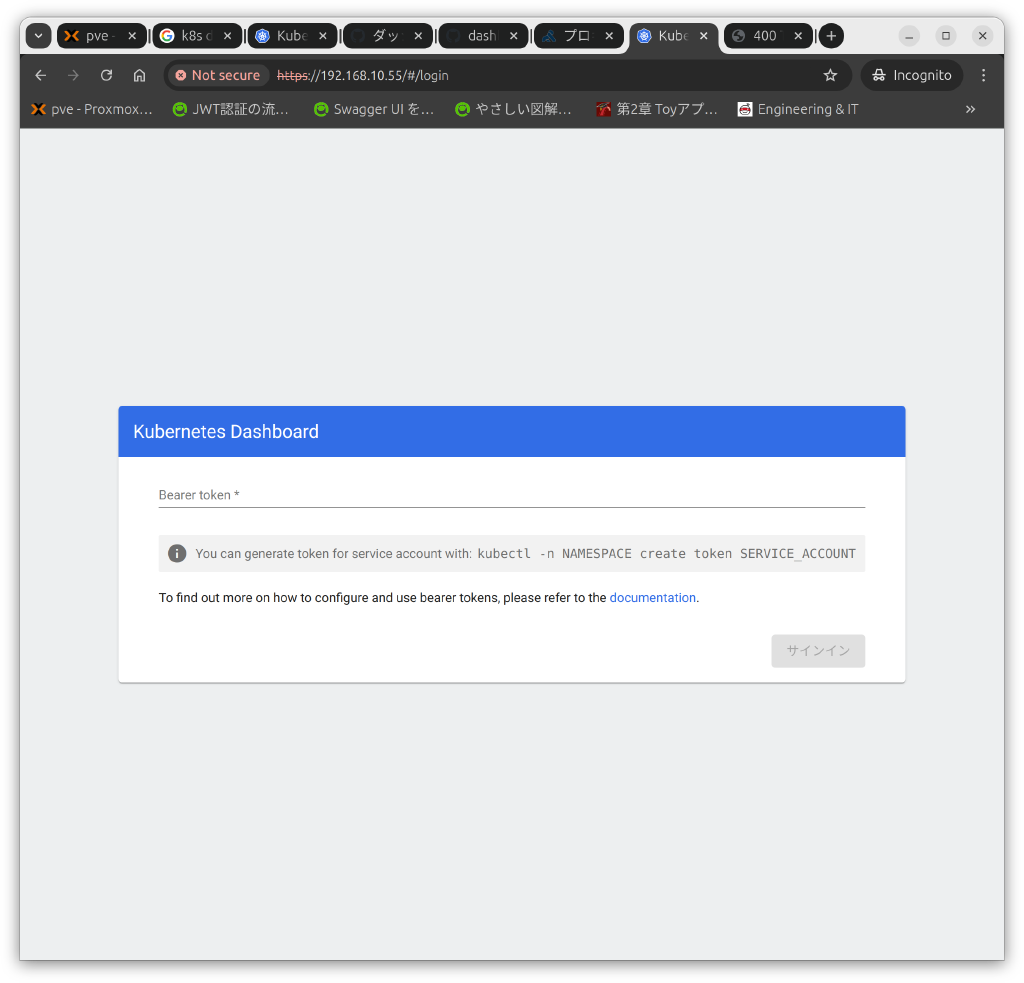 pve
k8s d
Kube
ダッ
dash
プロ
Kube
400
Not secure
https://192.168.10.55/#/login
Incognito
pve - Proxmox…
JWT認証の流…
Swagger UI を…
やさしい図解…
第2章 Toyアプ…
Engineering & IT
Kubernetes Dashboard
Bearer token *
You can generate token for service account with: kubectl -n NAMESPACE create token SERVICE_ACCOUNT
To find out more on how to configure and use bearer tokens, please refer to the documentation.
サインイン